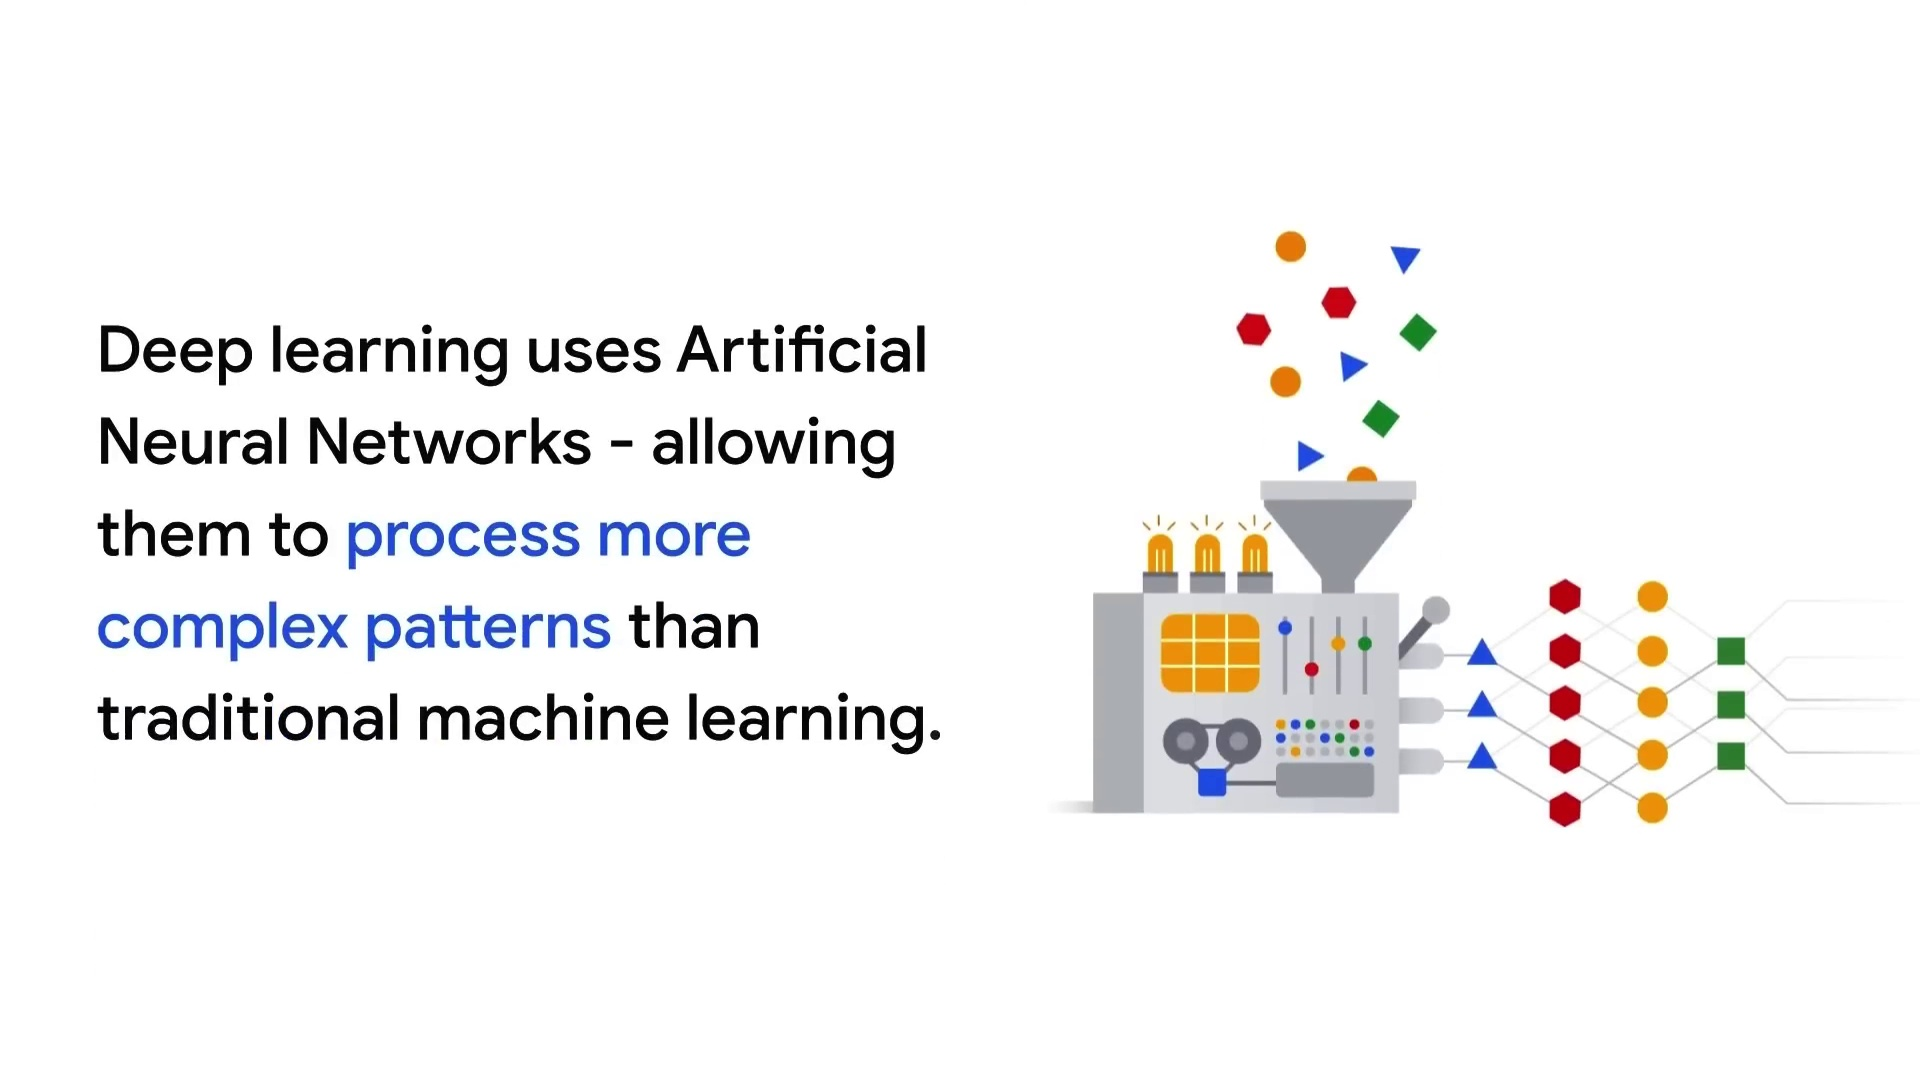 Deep learning uses Artificial
Neural Networks - allowing
them to process more
complex patterns than
traditional machine learning.